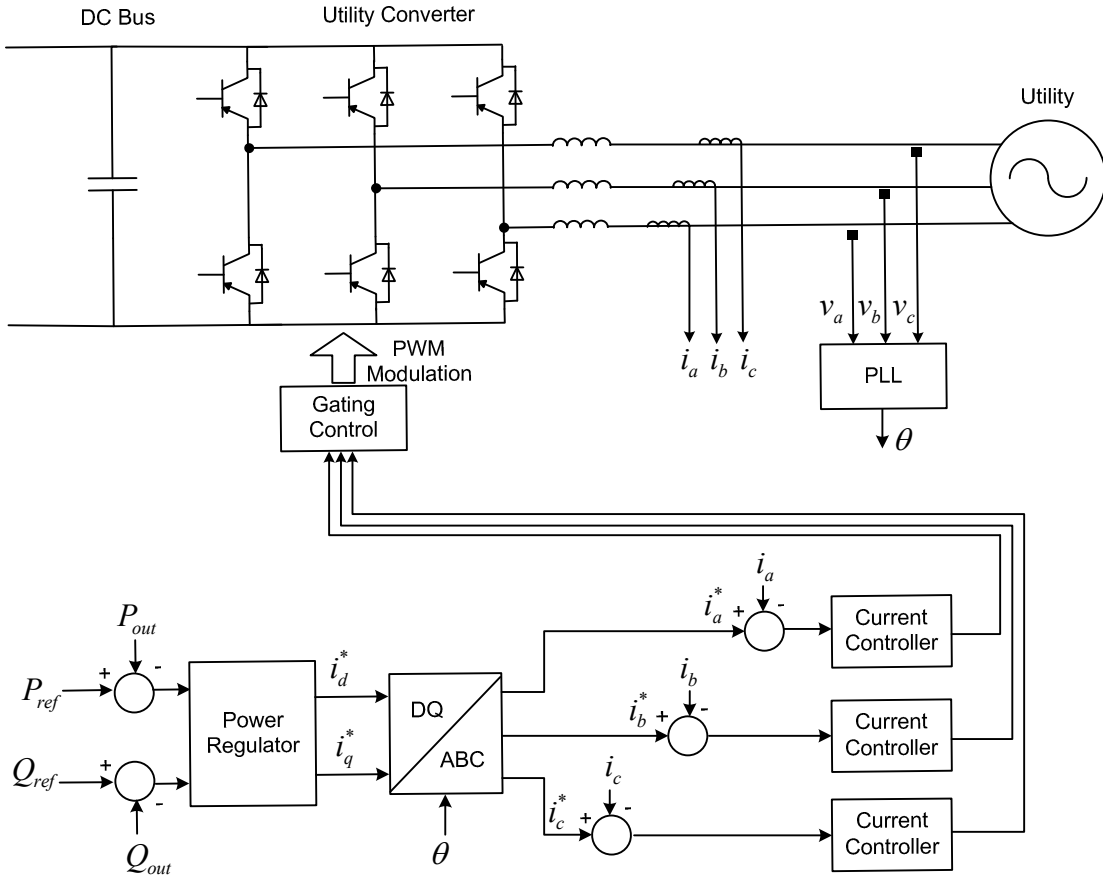 DC Bus
Utility Converter
Utility
v_a
v_b
v_c
i_a
i_b
i_c
PLL
θ
PWM
Modulation
Gating
Control
i_a
i_a^*
+
-
Current
Controller
P_out
+
-
P_ref
Q_ref
+
-
Q_out
Power
Regulator
i_d^*
i_q^*
DQ
ABC
θ
i_b
i_b^*
+
-
Current
Controller
i_c
i_c^*
+
-
Current
Controller